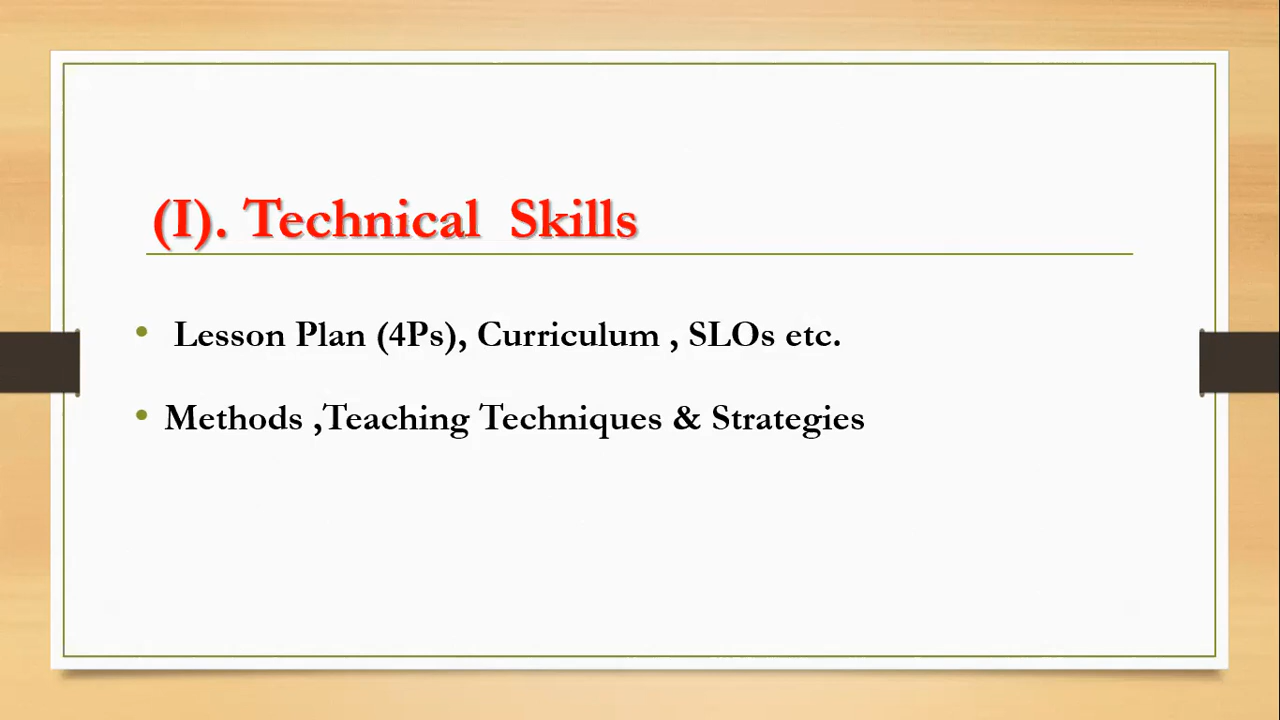 (I). Technical Skills
• Lesson Plan (4Ps), Curriculum , SLOs etc.
• Methods ,Teaching Techniques & Strategies